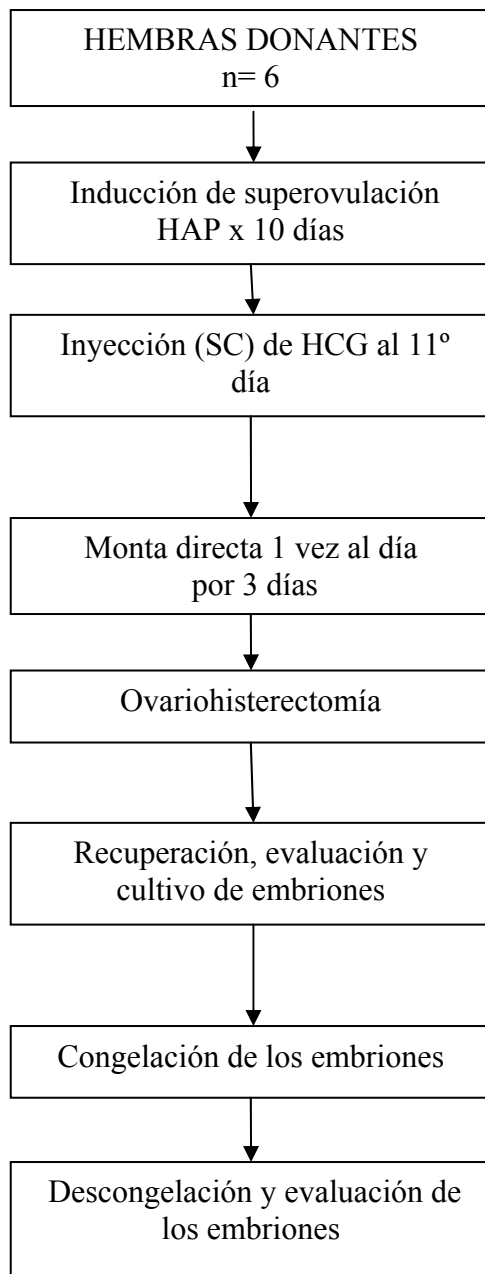 HEMBRAS DONANTES
n= 6
Inducción de superovulación
HAP x 10 días
Inyección (SC) de HCG al 11º
día
Monta directa 1 vez al día
por 3 días
Ovariohisterectomía
Recuperación, evaluación y
cultivo de embriones
Congelación de los embriones
Descongelación y evaluación de
los embriones